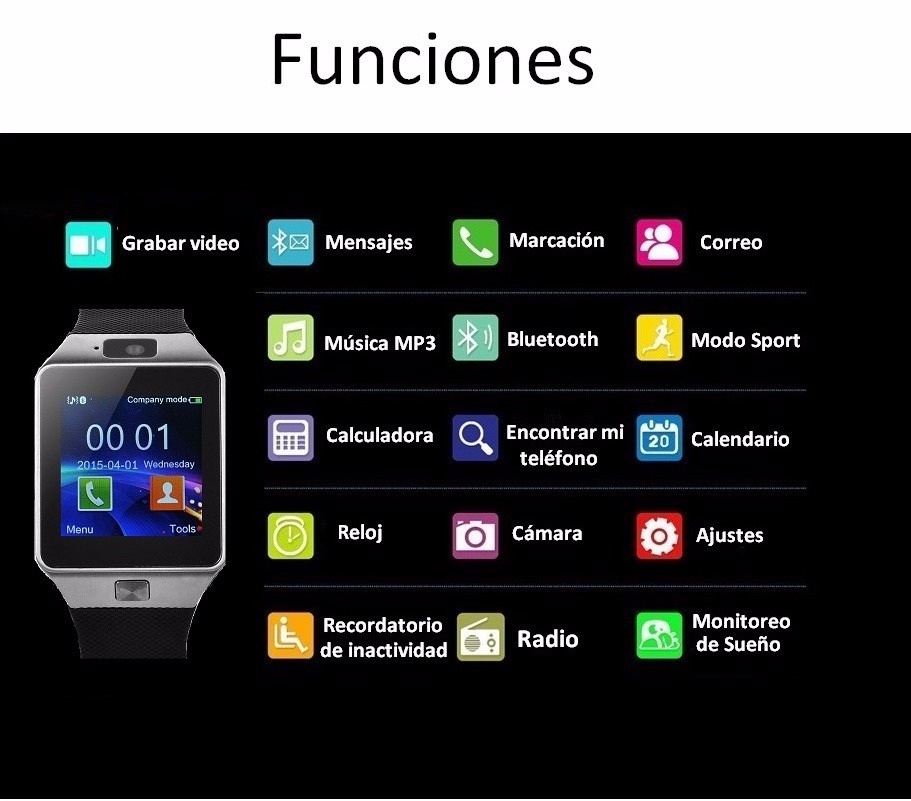 Funciones
Grabar video
Mensajes
Marcación
Correo
Música MP3
Bluetooth
Modo Sport
Calculadora
Encontrar mi
teléfono
20
Calendario
Reloj
Cámara
Ajustes
Recordatorio
de inactividad
Radio
Monitoreo
de Sueño
Company mode
00 01
2015-04-01 Wednesday
Menu
Tools